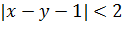 |x − y − 1| < 2